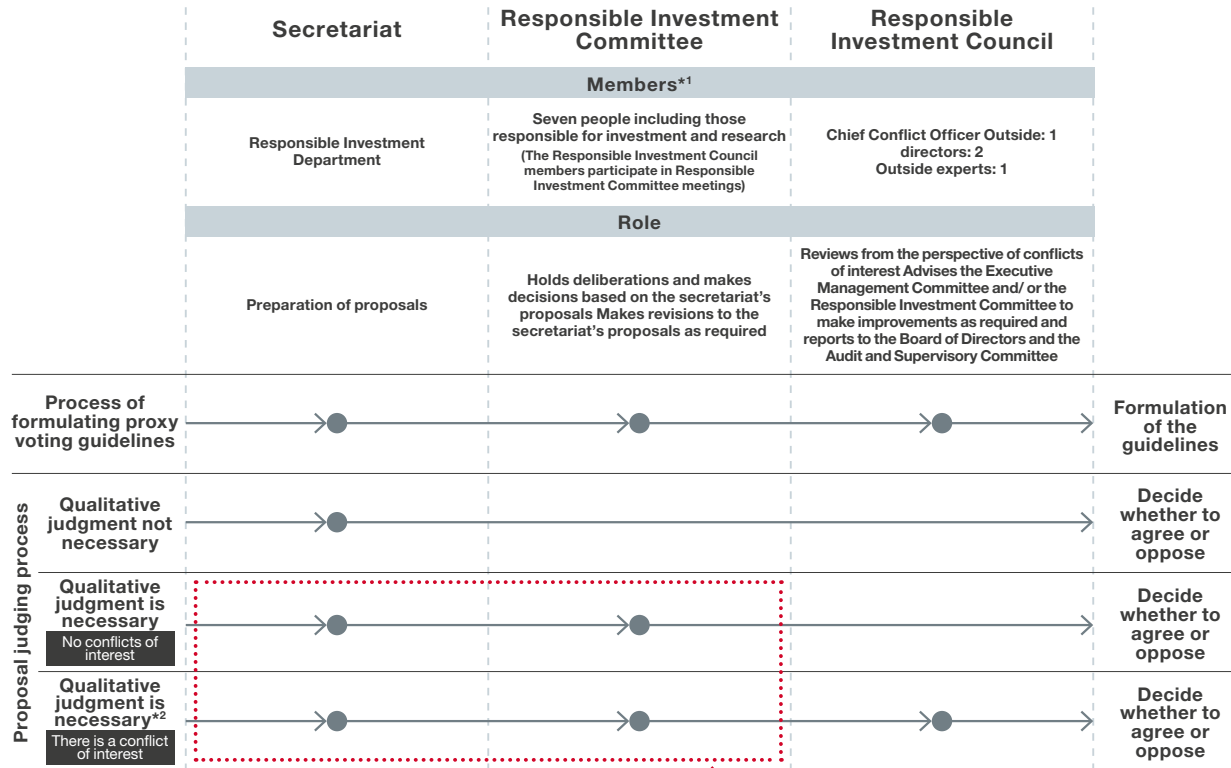 Secretariat
Responsible Investment
Committee
Responsible
Investment Council
Members*1
Responsible Investment
Department
Seven people including those
responsible for investment and research
(The Responsible Investment Council
members participate in Responsible
Investment Committee meetings)
Chief Conflict Officer Outside: 1
directors: 2
Outside experts: 1
Role
Preparation of proposals
Holds deliberations and makes
decisions based on the secretariat's
proposals Makes revisions to the
secretariat's proposals as required
Reviews from the perspective of conflicts
of interest Advises the Executive
Management Committee and/ or the
Responsible Investment Committee to
make improvements as required and
reports to the Board of Directors and the
Audit and Supervisory Committee
Process of
formulating proxy
voting guidelines
Formulation
of the
guidelines
Proposal judging process
Qualitative
judgment not
necessary
Decide
whether to
agree or
oppose
Qualitative
judgment is
necessary
No conflicts of
interest
Decide
whether to
agree or
oppose
Qualitative
judgment is
necessary*2
There is a conflict
of interest
Decide
whether to
agree or
oppose